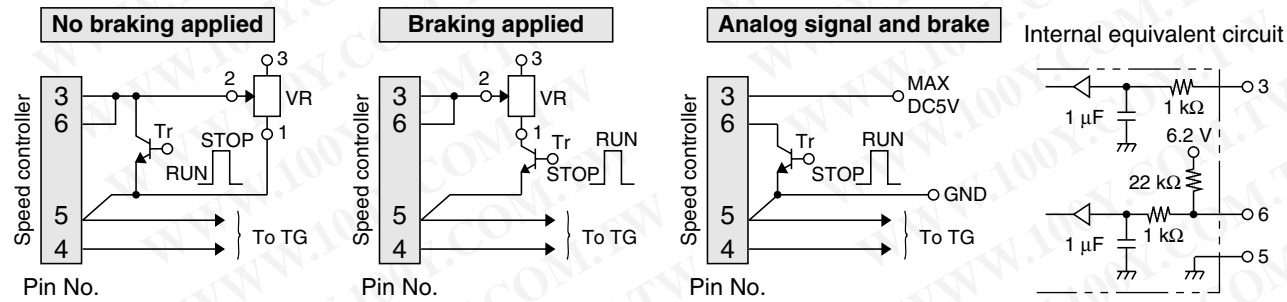 No braking applied
Speed controller
3
6
5
4
2
3
VR
1
Tr
STOP
RUN
To TG
Pin No.
Braking applied
Speed controller
3
6
5
4
2
3
VR
1
Tr
RUN
STOP
To TG
Pin No.
Analog signal and brake
Speed controller
3
6
5
4
MAX
DC5V
Tr
RUN
STOP
GND
To TG
Pin No.
Internal equivalent circuit
3
1 μF
1 kΩ
6.2 V
22 kΩ
6
1 μF
1 kΩ
5
WWW.100Y.COM.TW